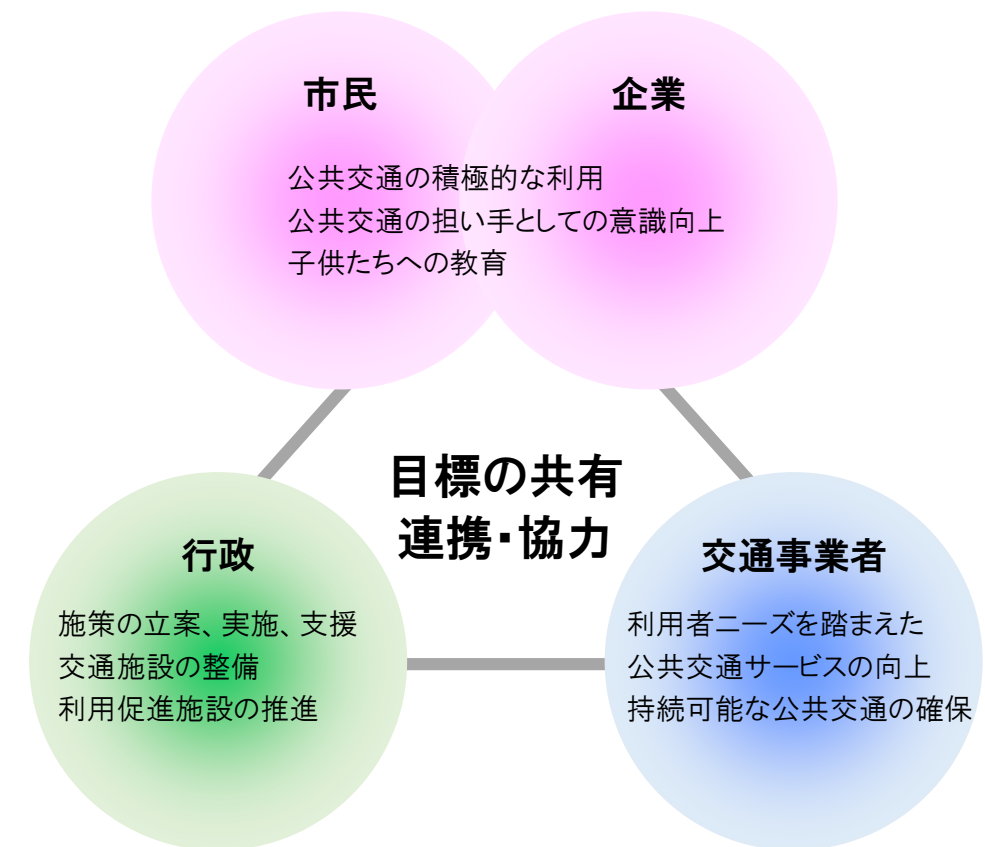 市民
企業
公共交通の積極的な利用
公共交通の担い手としての意識向上
子供たちへの教育
目標の共有
連携・協力
行政
施策の立案、実施、支援
交通施設の整備
利用促進施設の推進
交通事業者
利用者ニーズを踏まえた
公共交通サービスの向上
持続可能な公共交通の確保